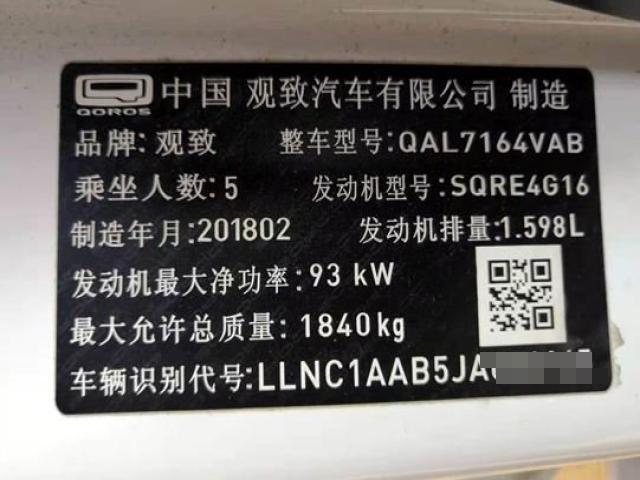 QOROS 中国 观致汽车有限公司 制造
品牌:观致 整车型号:QAL7164VAB
乘坐人数:5 发动机型号:SQRE4G16
制造年月:201802 发动机排量:1.598L
发动机最大净功率:93 kW
最大允许总质量:1840kg
车辆识别代号:LLNC1AAB5JA